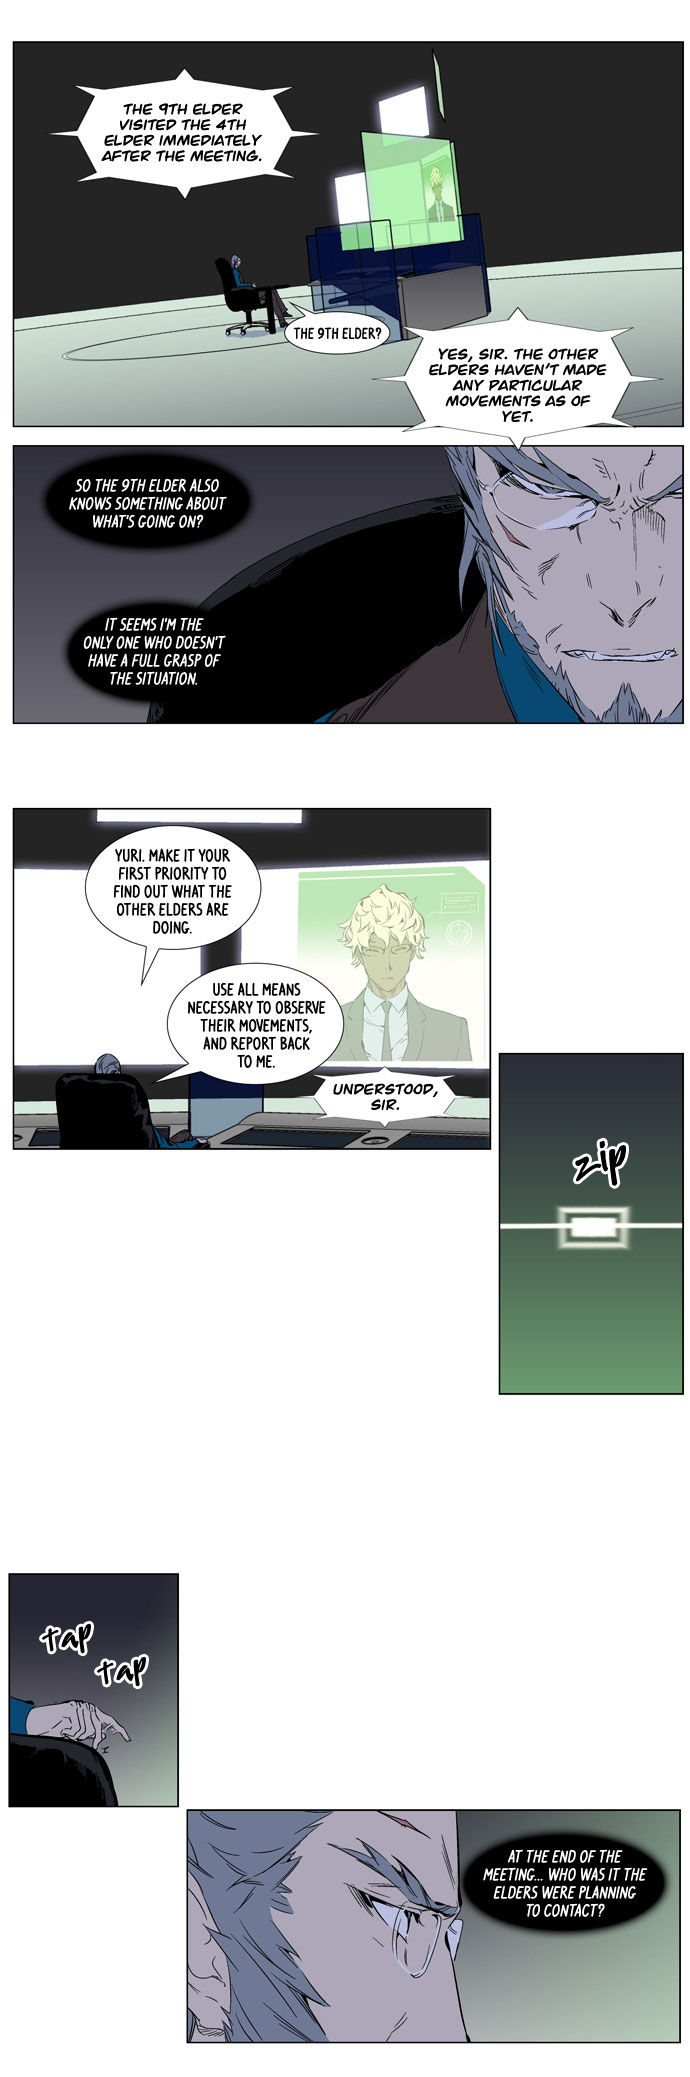 THE 9TH ELDER
VISITED THE 4TH
ELDER IMMEDIATELY
AFTER THE MEETING.
THE 9TH ELDER?
YES, SIR. THE OTHER
ELDERS HAVEN'T MADE
ANY PARTICULAR
MOVEMENTS AS OF
YET.
SO THE 9TH ELDER ALSO
KNOWS SOMETHING ABOUT
WHAT'S GOING ON?
IT SEEMS I'M THE
ONLY ONE WHO DOESN'T
HAVE A FULL GRASP OF
THE SITUATION.
YURI. MAKE IT YOUR
FIRST PRIORITY TO
FIND OUT WHAT THE
OTHER ELDERS ARE
DOING.
USE ALL MEANS
NECESSARY TO OBSERVE
THEIR MOVEMENTS,
AND REPORT BACK
TO ME.
UNDERSTOOD,
SIR.
ZIP
TAP
TAP
AT THE END OF THE
MEETING... WHO WAS IT THE
ELDERS WERE PLANNING
TO CONTACT?